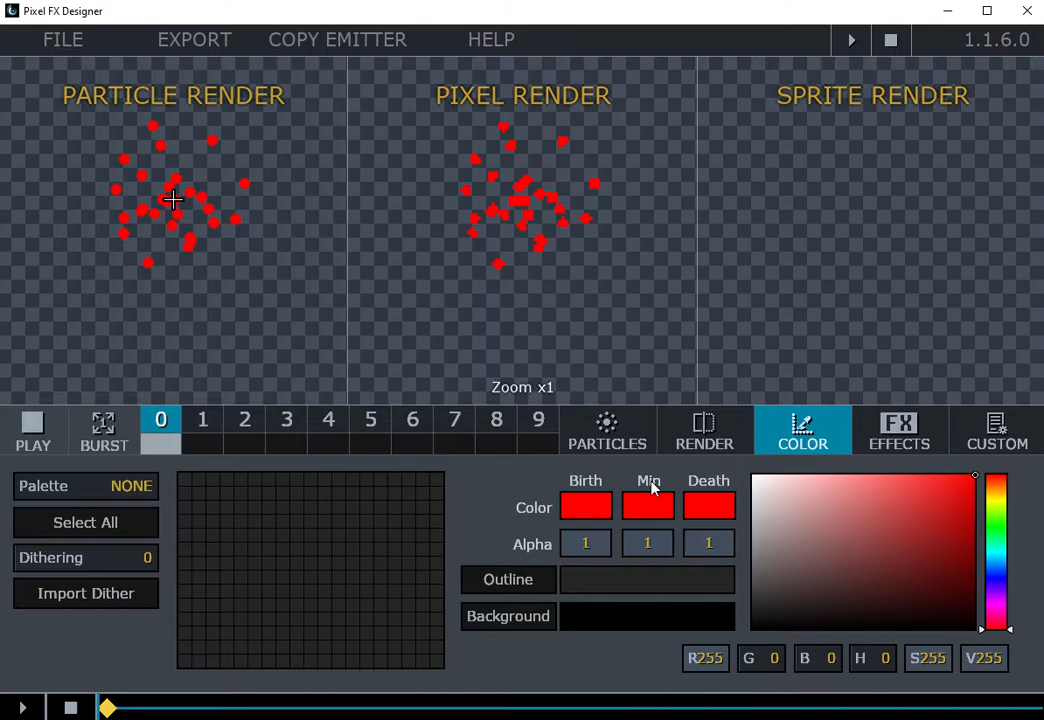 Pixel FX Designer
FILE EXPORT COPY EMITTER HELP 1.1.6.0
PARTICLE RENDER PIXEL RENDER SPRITE RENDER
Zoom x1
PLAY BURST 0 1 2 3 4 5 6 7 8 9 PARTICLES RENDER COLOR FX EFFECTS CUSTOM
Palette NONE
Select All
Dithering 0
Import Dither
Birth Min Death
Color
Alpha 1 1 1
Outline
Background
R255 G 0 B 0 H 0 S255 V255